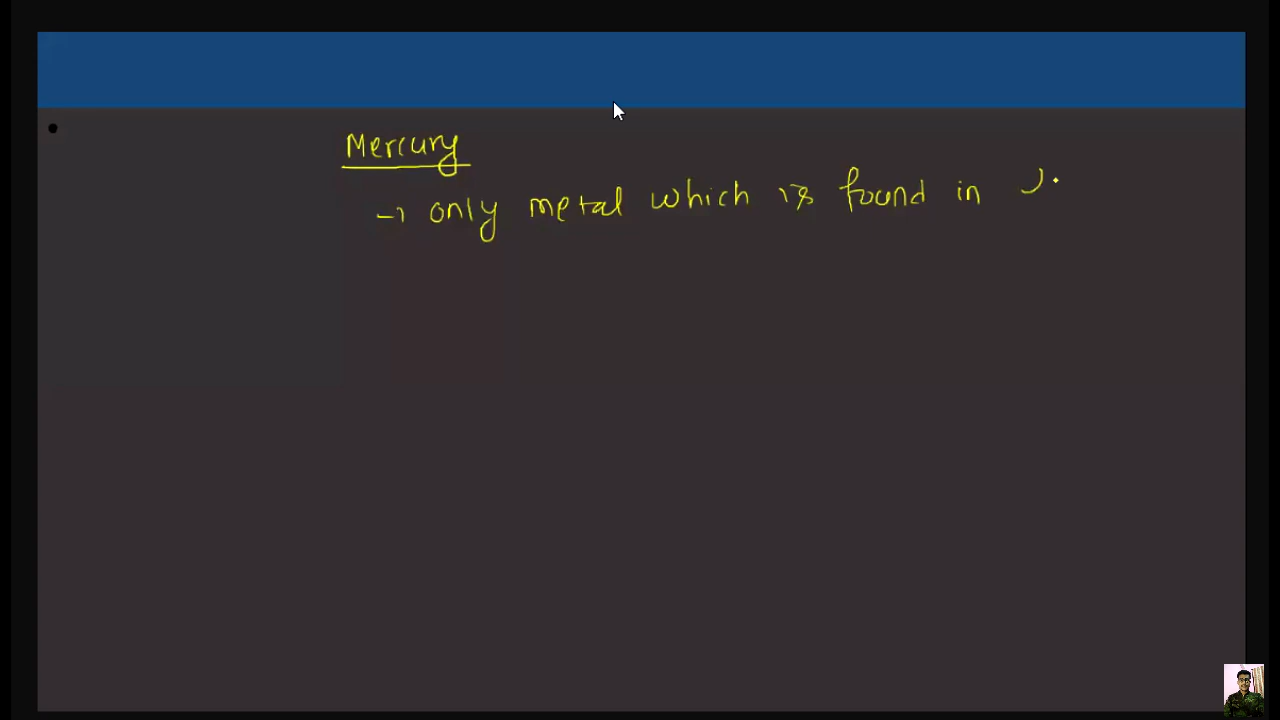 Mercury
→ only metal which is found in